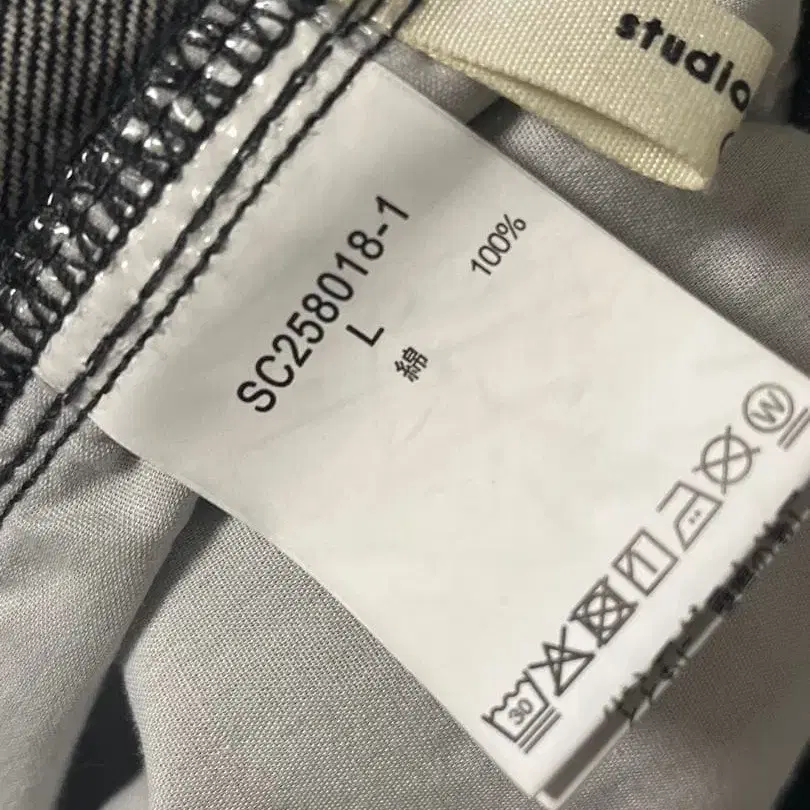 studio
SC258018-1
L
綿 100%
30
W